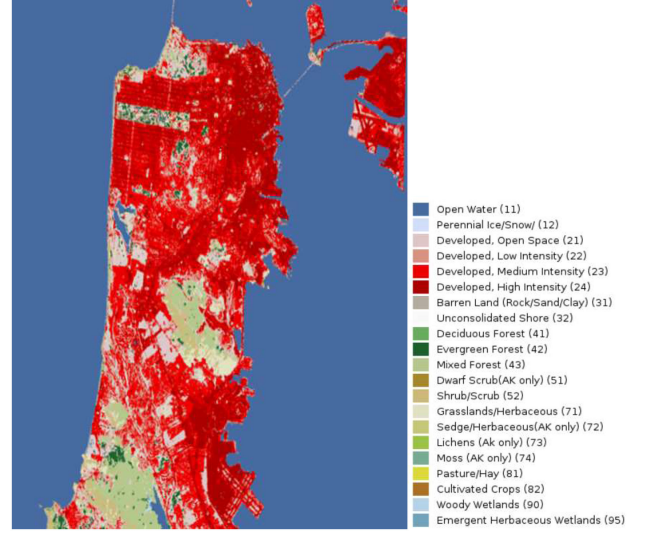 Open Water (11)
Perennial Ice/Snow/ (12)
Developed, Open Space (21)
Developed, Low Intensity (22)
Developed, Medium Intensity (23)
Developed, High Intensity (24)
Barren Land (Rock/Sand/Clay) (31)
Unconsolidated Shore (32)
Deciduous Forest (41)
Evergreen Forest (42)
Mixed Forest (43)
Dwarf Scrub(AK only) (51)
Shrub/Scrub (52)
Grasslands/Herbaceous (71)
Sedge/Herbaceous(AK only) (72)
Lichens (Ak only) (73)
Moss (AK only) (74)
Pasture/Hay (81)
Cultivated Crops (82)
Woody Wetlands (90)
Emergent Herbaceous Wetlands (95)